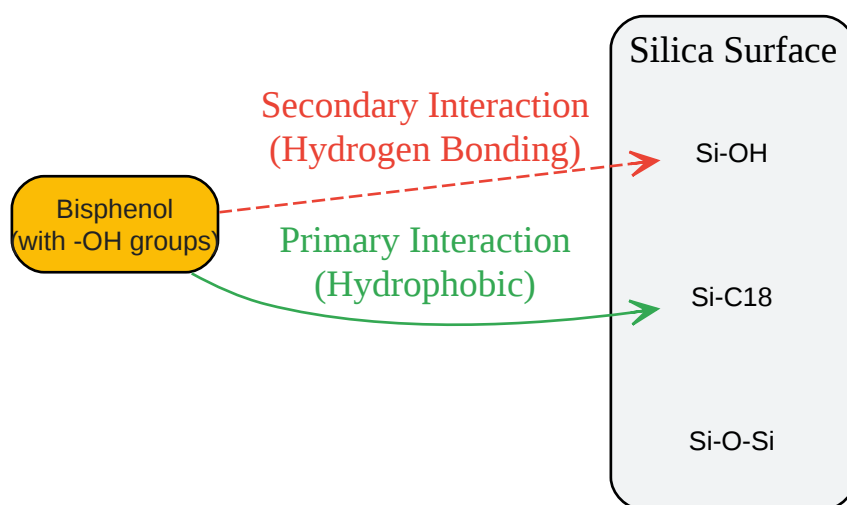 Silica Surface
Secondary Interaction
(Hydrogen Bonding)
Si-OH
Bisphenol
(with -OH groups)
Primary Interaction
(Hydrophobic)
Si-C18
Si-O-Si